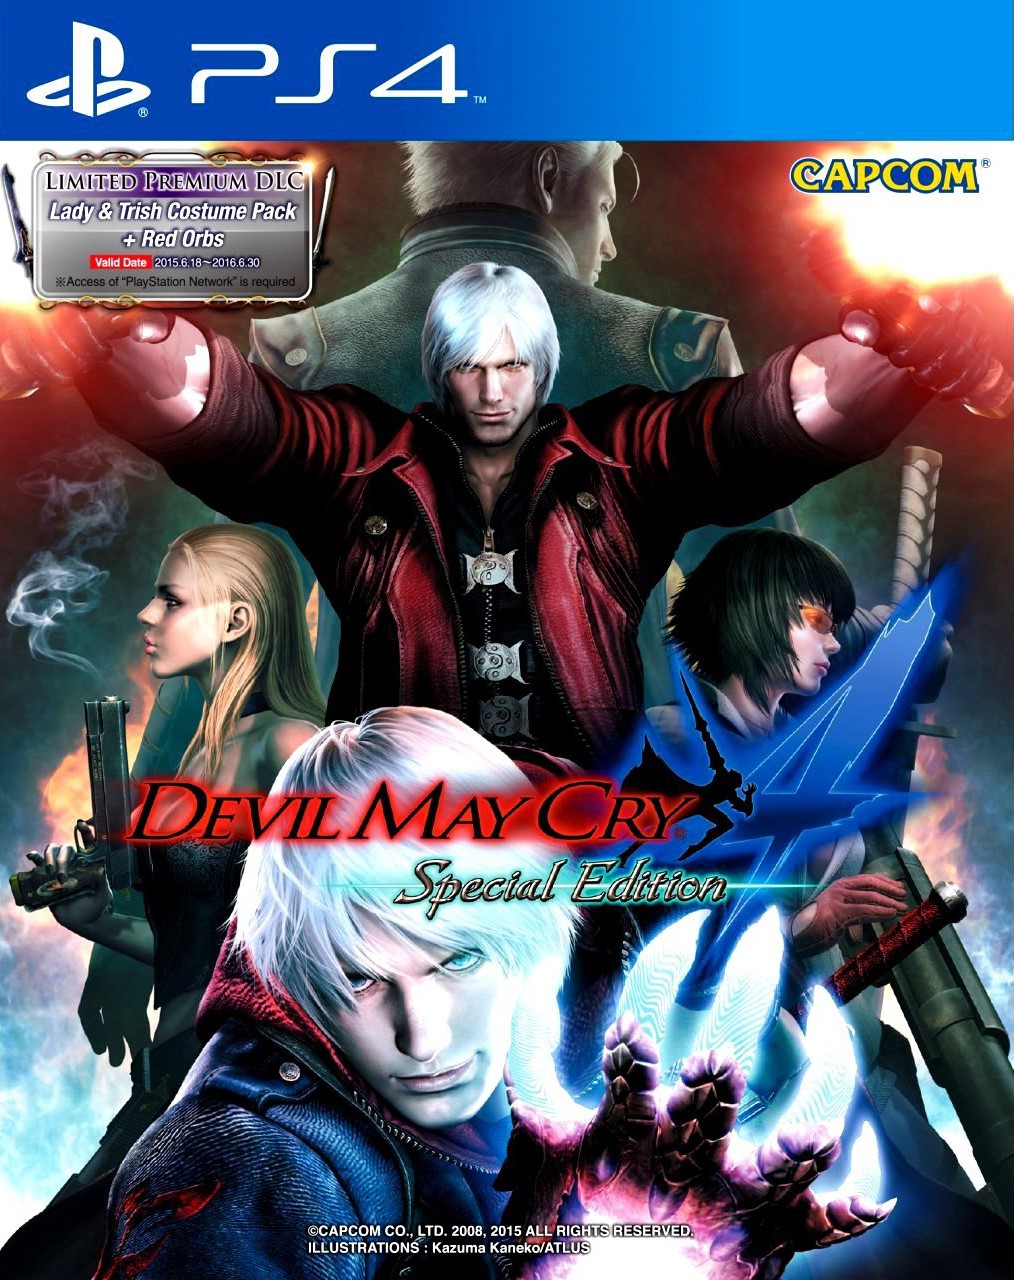 PS4™
CAPCOM®
LIMITED PREMIUM DLC
Lady & Trish Costume Pack
+ Red Orbs
Valid Date 2015.6.18～2016.6.30
※Access of “PlayStation Network” is required
DEVIL MAY CRY® 4
Special Edition
©CAPCOM CO., LTD. 2008, 2015 ALL RIGHTS RESERVED.
ILLUSTRATIONS : Kazuma Kaneko/ATLUS